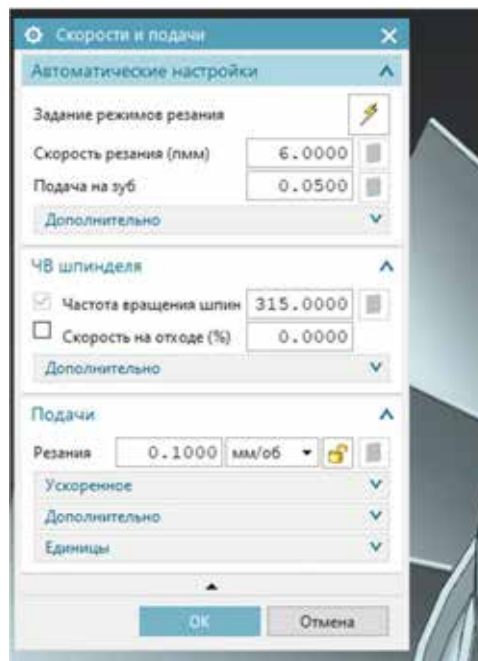 Скорости и подачи
Автоматические настройки
Задание режимов резания
Скорость резания (пмм) 6.0000
Подача на зуб 0.0500
Дополнительно
ЧВ шпинделя
Частота вращения шпин 315.0000
Скорость на отходе (%) 0.0000
Дополнительно
Подачи
Резания 0.1000 мм/об
Ускоренное
Дополнительно
Единицы
OK Отмена